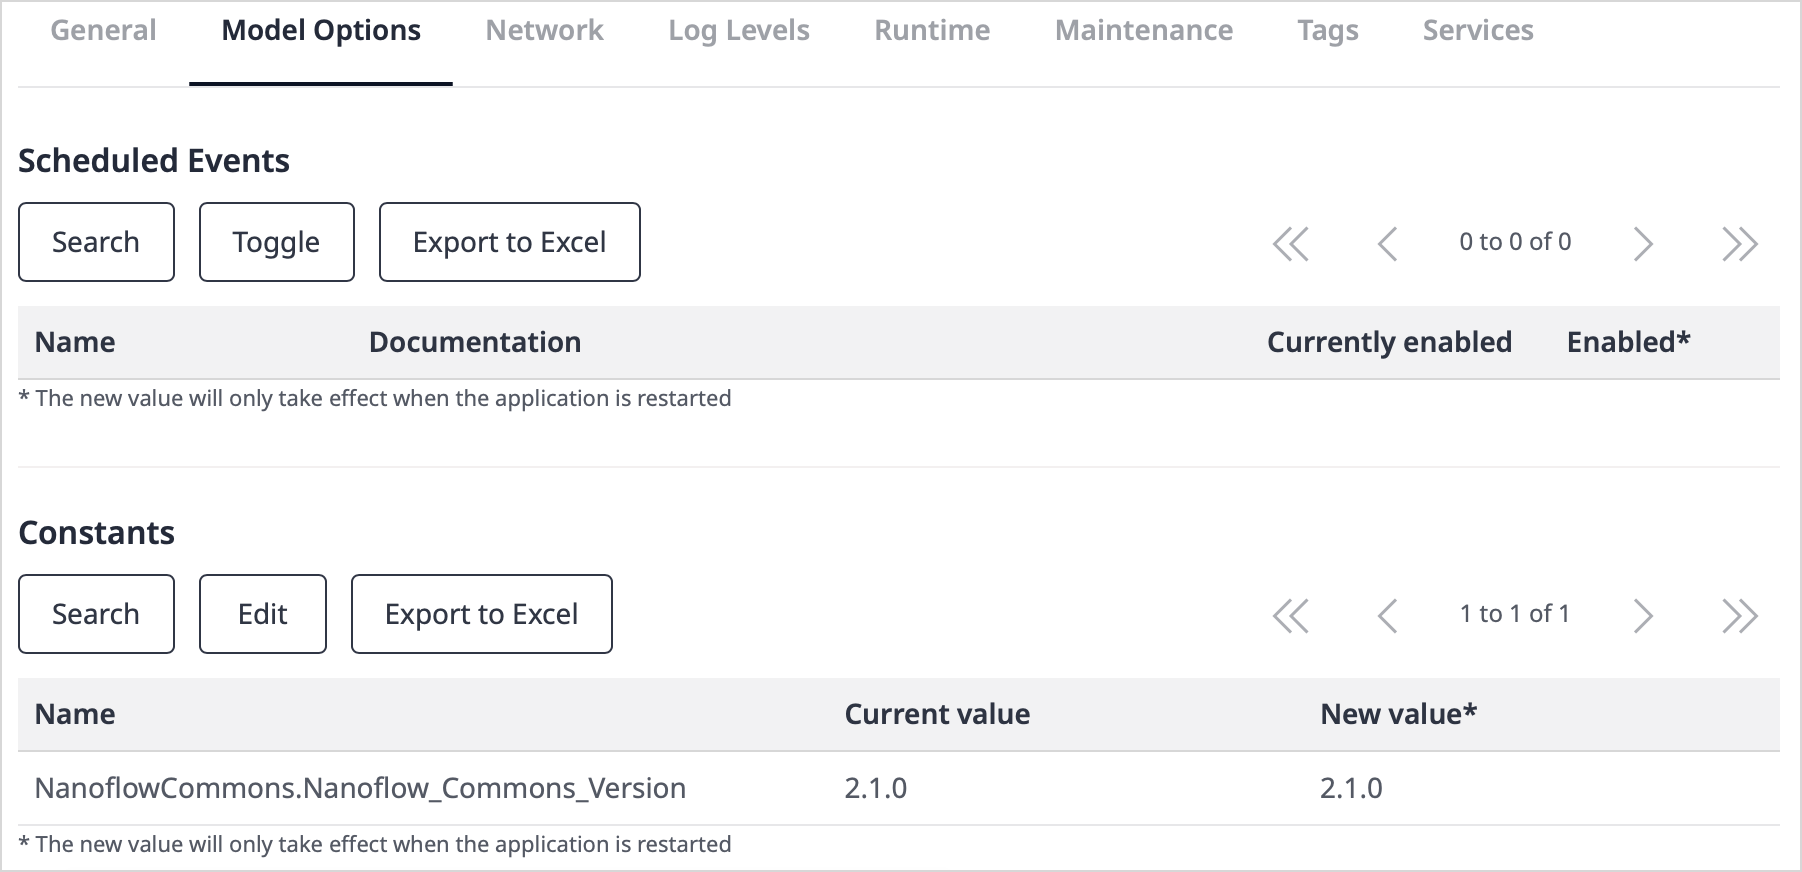 General Model Options Network Log Levels Runtime Maintenance Tags Services
Scheduled Events
Search Toggle Export to Excel 0 to 0 of 0
Name Documentation Currently enabled Enabled*
* The new value will only take effect when the application is restarted
Constants
Search Edit Export to Excel 1 to 1 of 1
Name Current value New value*
NanoflowCommons.Nanoflow_Commons_Version 2.1.0 2.1.0
* The new value will only take effect when the application is restarted